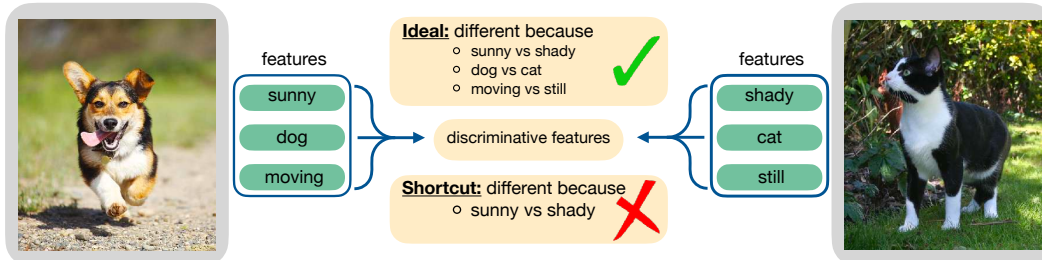 features
sunny
dog
moving
Ideal: different because
sunny vs shady
dog vs cat
moving vs still
discriminative features
Shortcut: different because
sunny vs shady
features
shady
cat
still